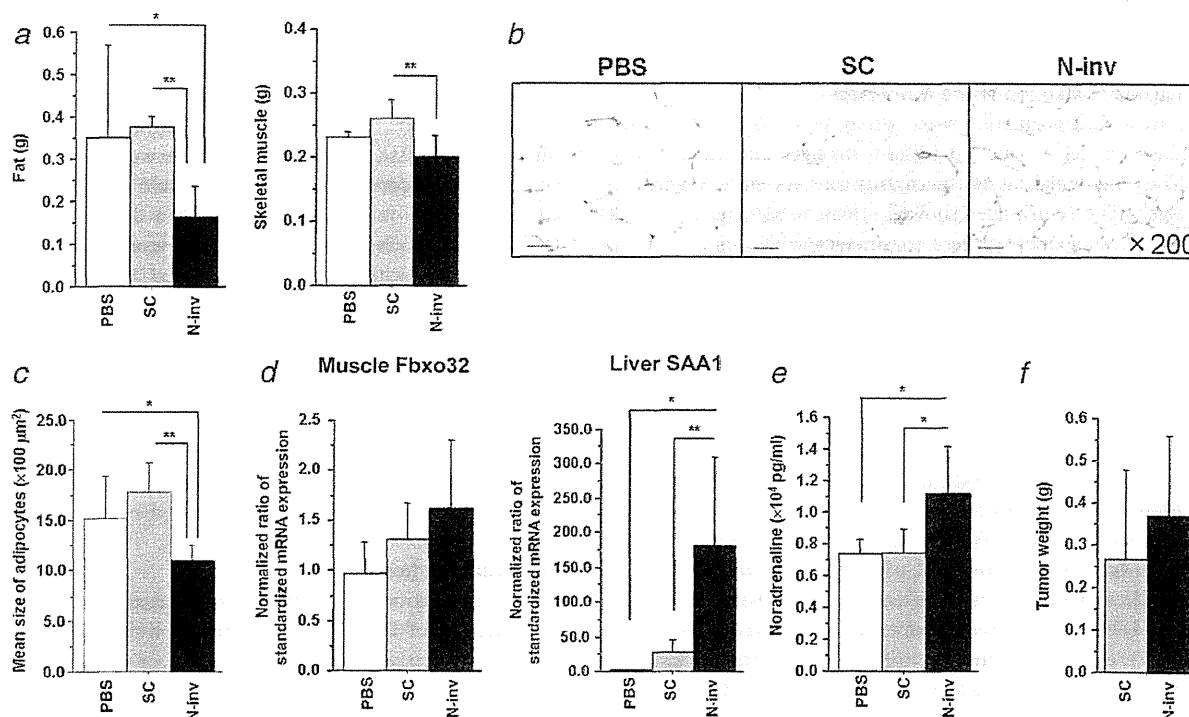 a
Fat (g)
0.6
0.5
0.4
0.3
0.2
0.1
0.0
*
**
PBS
SC
N-inv
Skeletal muscle (g)
0.4
0.3
0.2
0.1
0.0
**
PBS
SC
N-inv
b
PBS
SC
N-inv
×200
c
Mean size of adipocytes (×100 μm²)
25.0
20.0
15.0
10.0
5.0
0.0
*
**
PBS
SC
N-inv
d
Muscle Fbxo32
Normalized ratio of
standardized mRNA expression
2.5
2.0
1.5
1.0
0.5
0.0
PBS
SC
N-inv
Liver SAA1
Normalized ratio of
standardized mRNA expression
350.0
300.0
250.0
200.0
150.0
100.0
50.0
0.0
*
**
PBS
SC
N-inv
e
Noradrenaline (×10⁴ pg/ml)
1.6
1.4
1.2
1.0
0.8
0.6
0.4
0.2
0.0
*
*
PBS
SC
N-inv
f
Tumor weight (g)
0.6
0.5
0.4
0.3
0.2
0.1
0.0
SC
N-inv